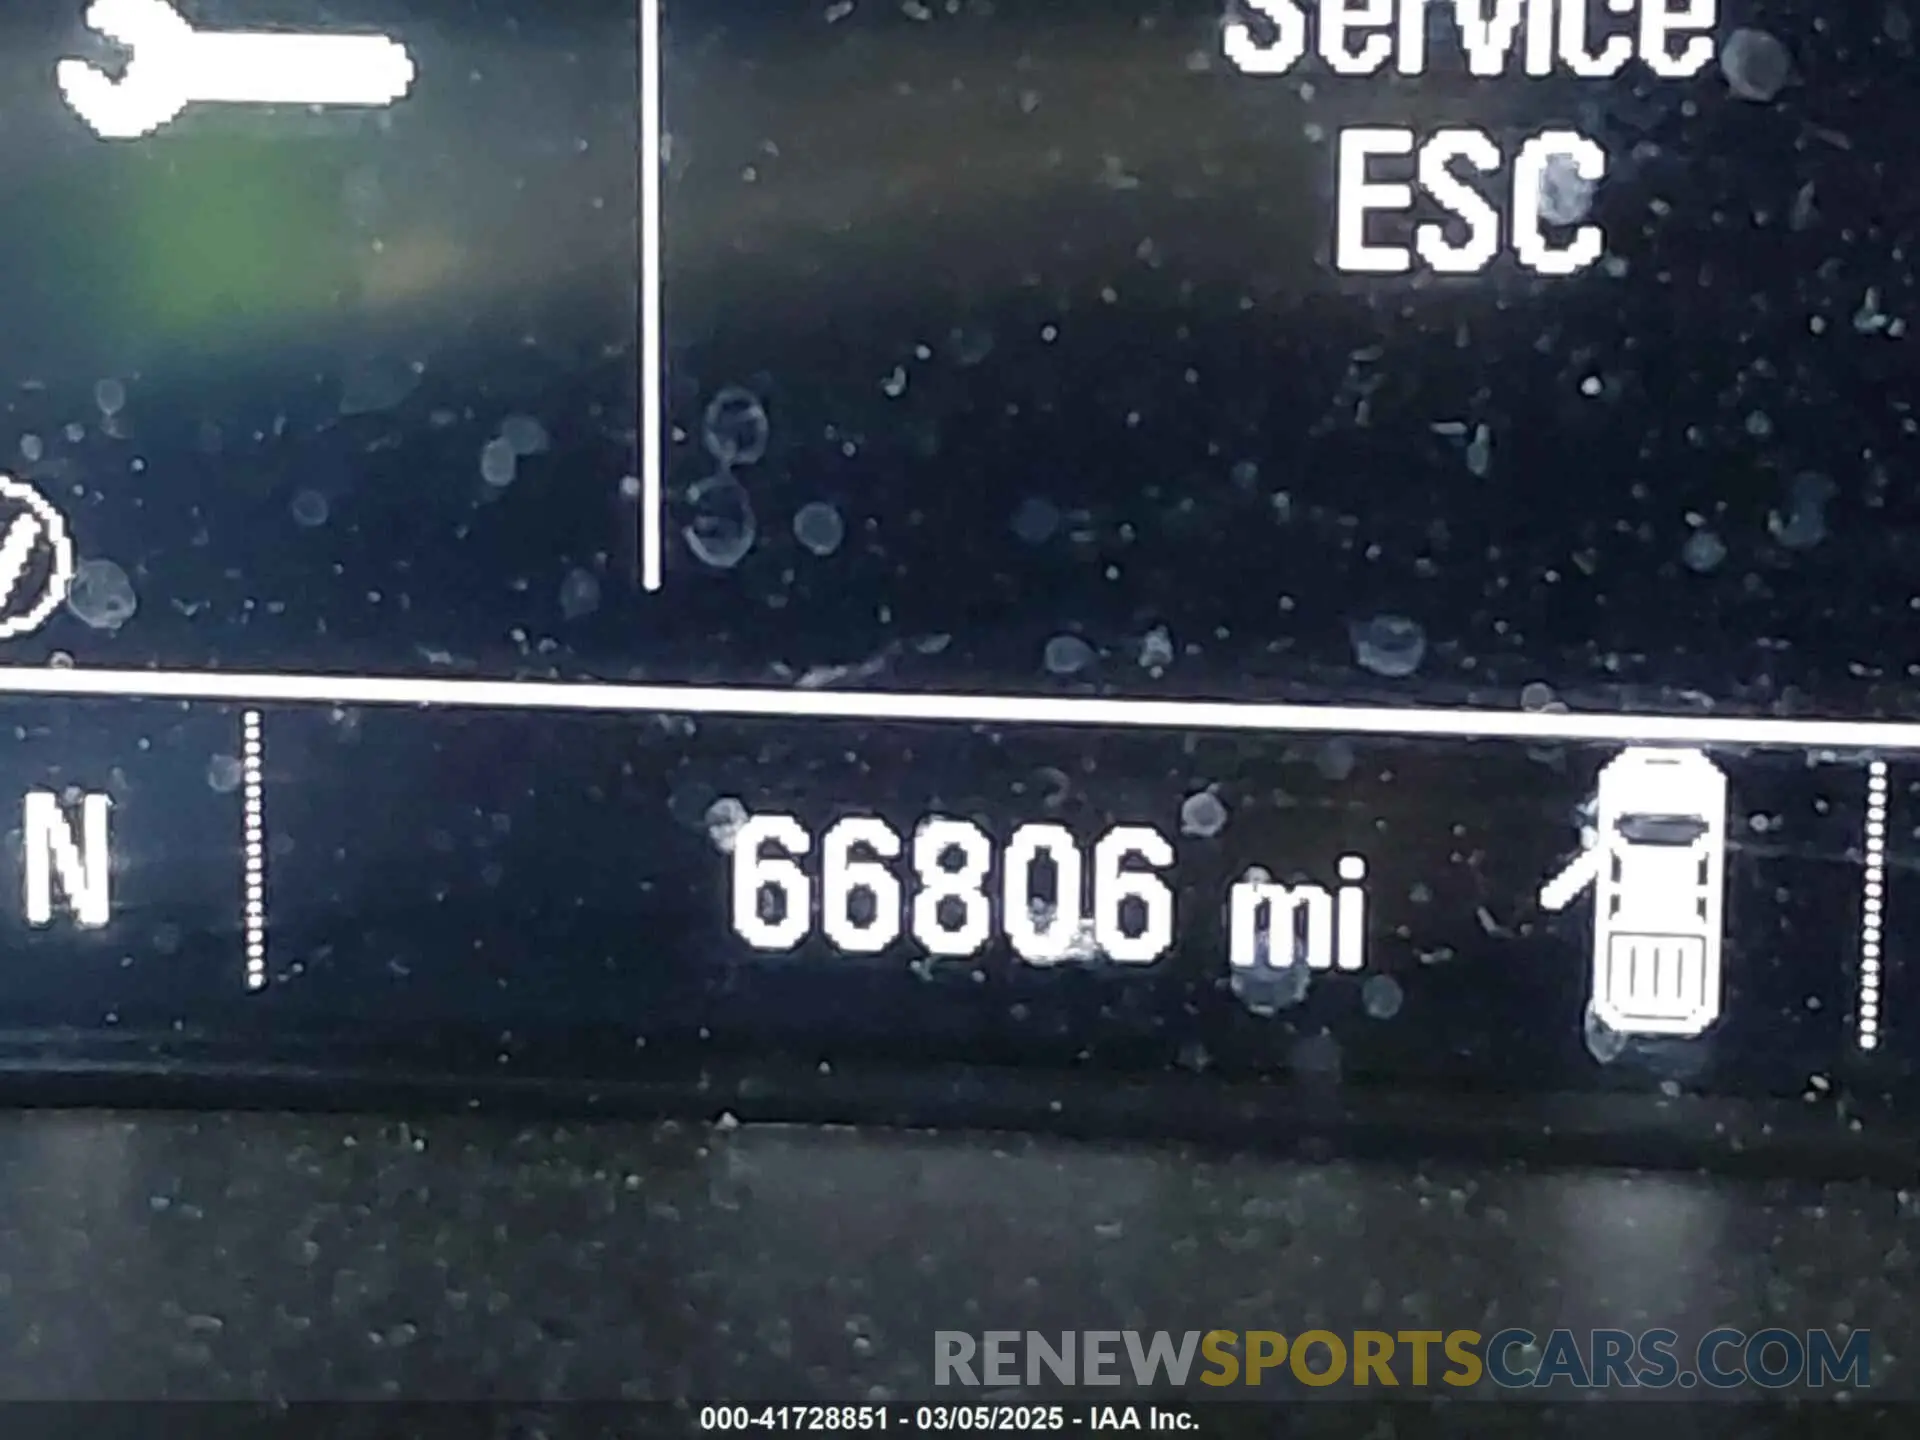 Service
ESC
N
66806 mi
RENEWSPORTSCARS.COM
000-41728851 - 03/05/2025 - IAA Inc.